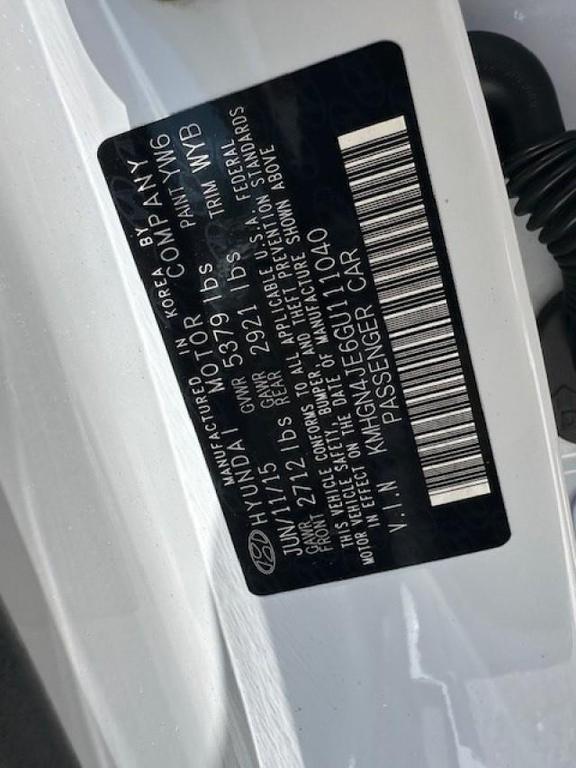 MANUFACTURED IN KOREA BY
HYUNDAI MOTOR COMPANY
JUN/11/15 GVWR 5379 lbs PAINT YW6
GAWR FRONT 2712 lbs GAWR REAR 2921 lbs TRIM WYB
THIS VEHICLE CONFORMS TO ALL APPLICABLE U.S.A. FEDERAL
MOTOR VEHICLE SAFETY, BUMPER, AND THEFT PREVENTION STANDARDS
IN EFFECT ON THE DATE OF MANUFACTURE SHOWN ABOVE
V.I.N KMHGN4JE6GU111040
PASSENGER CAR